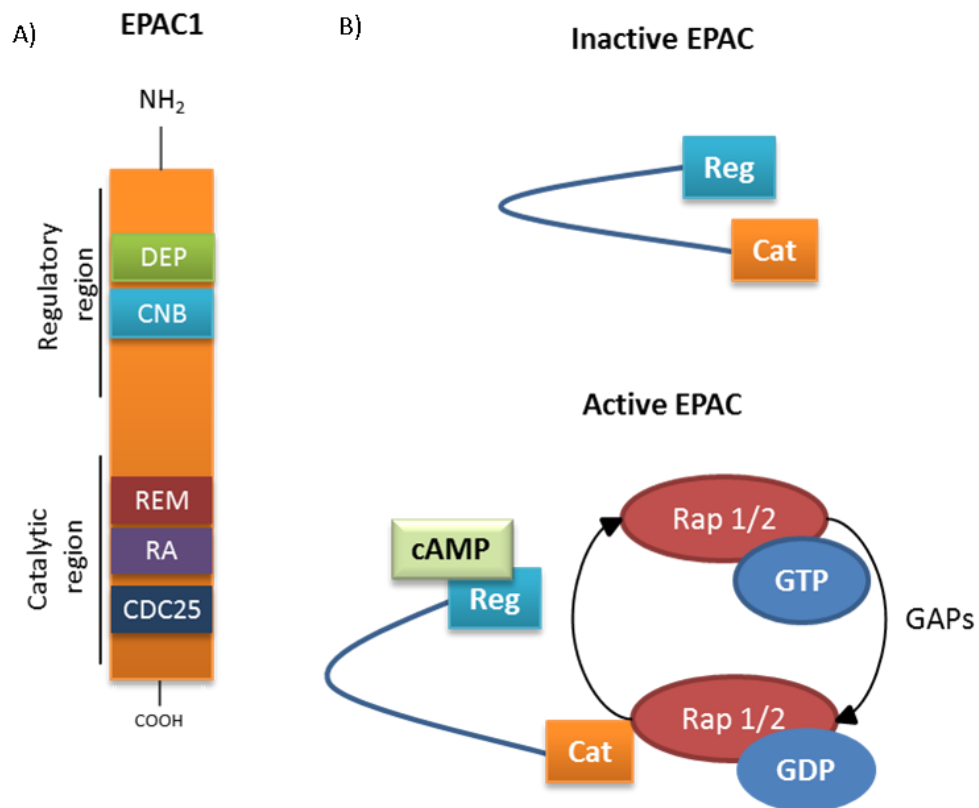 A)
EPAC1
NH₂
Regulatory
region
DEP
CNB
Catalytic
region
REM
RA
CDC25
COOH
B)
Inactive EPAC
Reg
Cat
Active EPAC
cAMP
Reg
Cat
Rap 1/2
GTP
GAPs
Rap 1/2
GDP